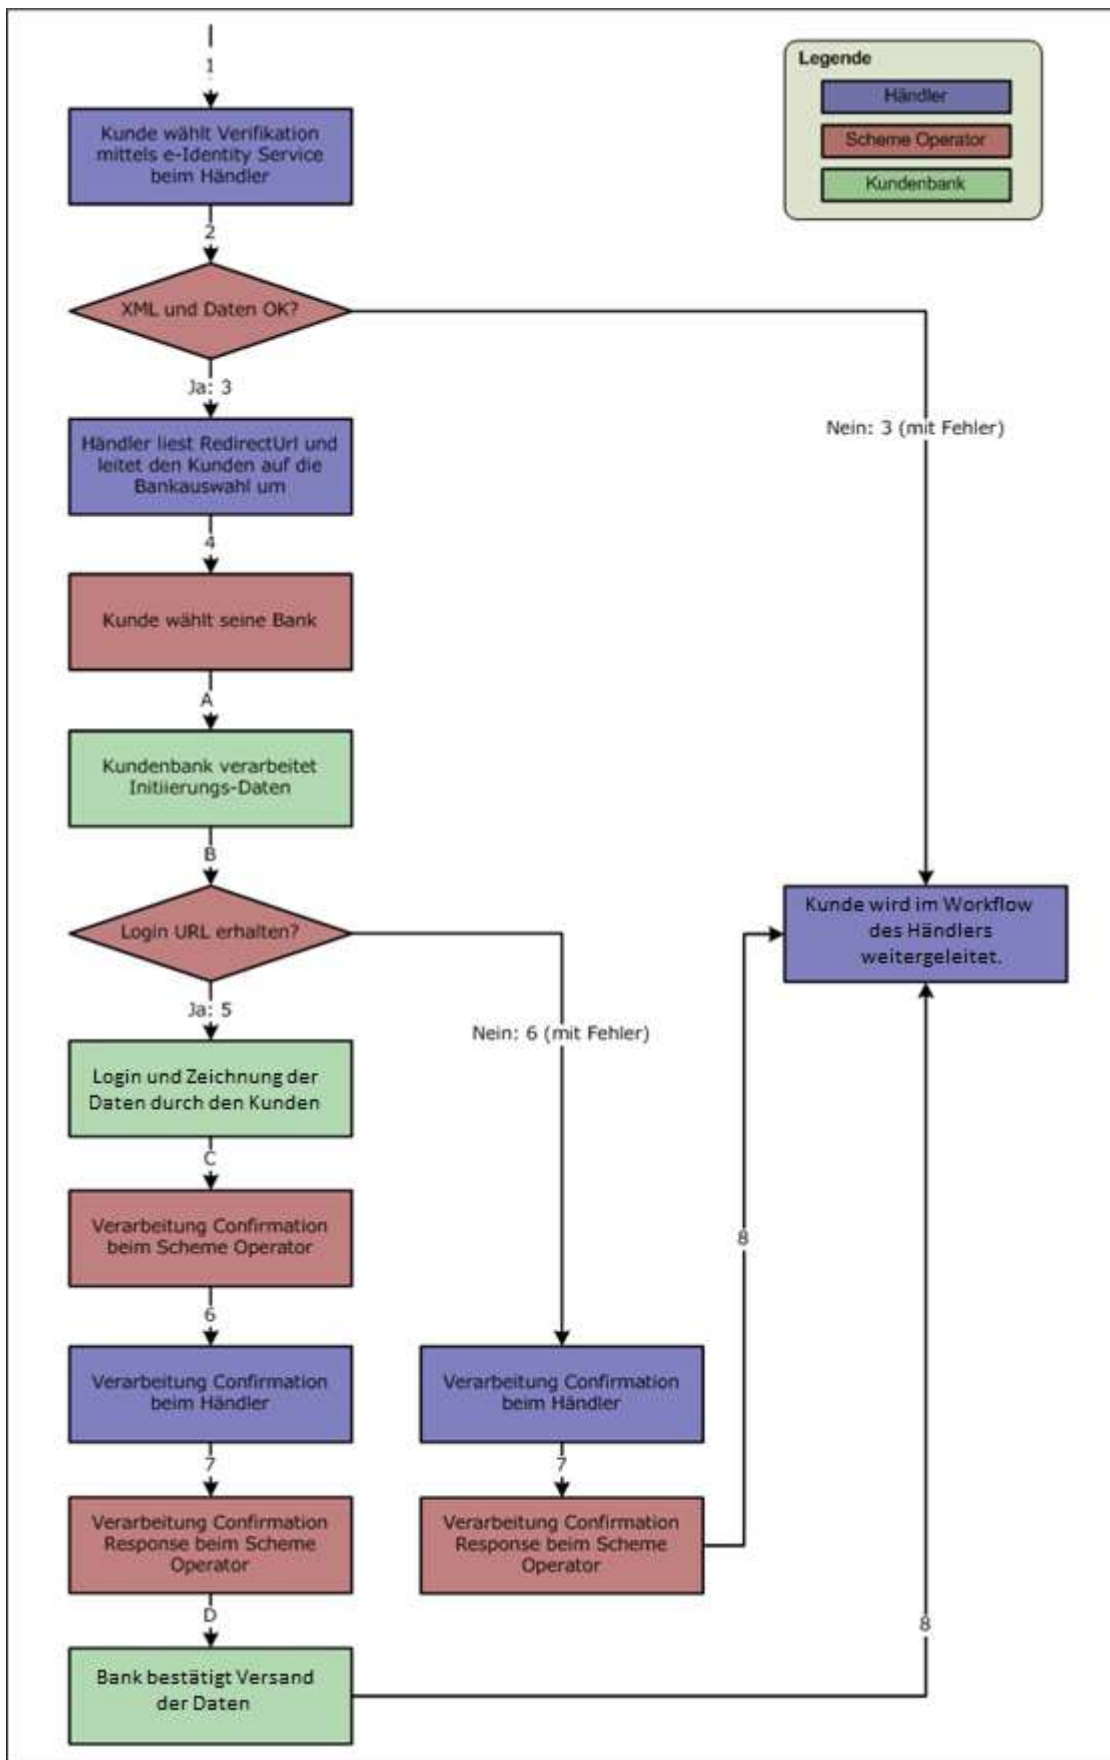 1
Legende
Händler
Scheme Operator
Kundenbank
Kunde wählt Verifikation
mittels e-Identity Service
beim Händler
2
XML und Daten OK?
Ja: 3
Nein: 3 (mit Fehler)
Händler liest RedirectUrl und
leitet den Kunden auf die
Bankauswahl um
4
Kunde wählt seine Bank
A
Kundenbank verarbeitet
Initiierungs-Daten
B
Login URL erhalten?
Kunde wird im Workflow
des Händlers
weitergeleitet.
Ja: 5
Nein: 6 (mit Fehler)
Login und Zeichnung der
Daten durch den Kunden
C
Verarbeitung Confirmation
beim Scheme Operator
8
6
Verarbeitung Confirmation
beim Händler
Verarbeitung Confirmation
beim Händler
7
7
Verarbeitung Confirmation
Response beim Scheme
Operator
Verarbeitung Confirmation
Response beim Scheme
Operator
D
8
Bank bestätigt Versand
der Daten